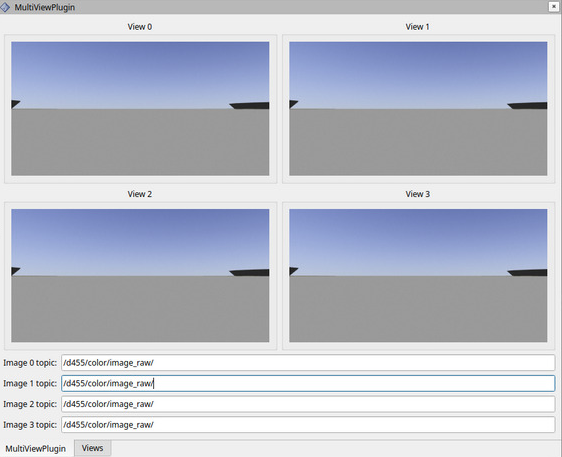 MultiViewPlugin
View 0
View 1
View 2
View 3
Image 0 topic: /d455/color/image_raw/
Image 1 topic: /d455/color/image_raw/
Image 2 topic: /d455/color/image_raw/
Image 3 topic: /d455/color/image_raw/
MultiViewPlugin
Views